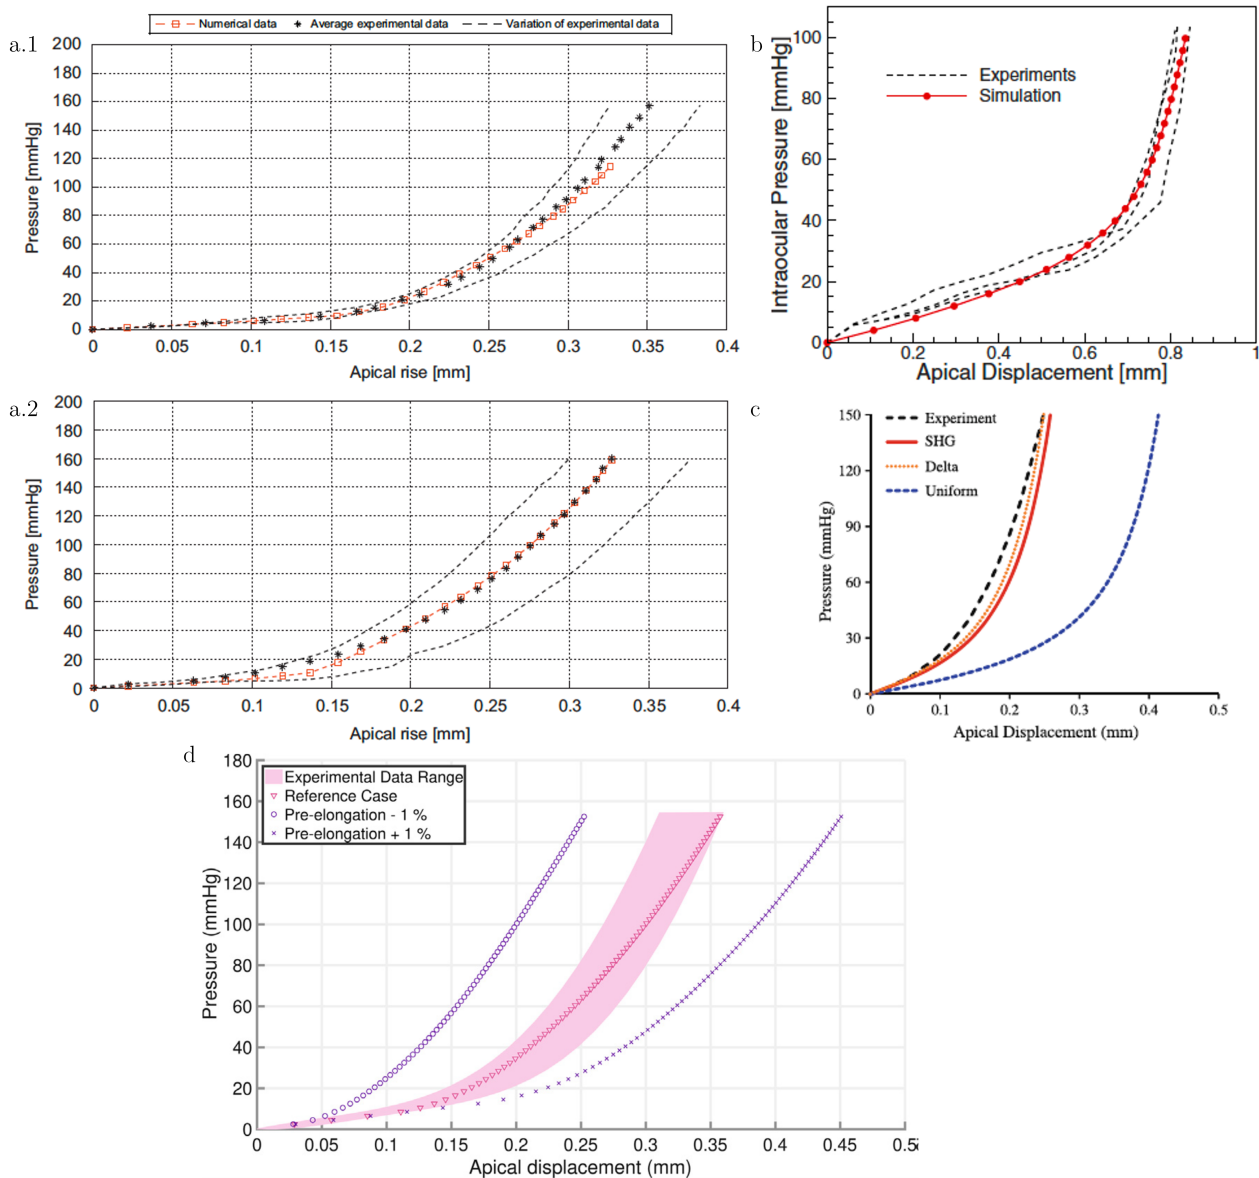 Numerical data Average experimental data Variation of experimental data
a.1
200
180
160
140
120
100
80
60
40
20
0
Pressure [mmHg]
0 0.05 0.1 0.15 0.2 0.25 0.3 0.35 0.4
Apical rise [mm]
b
100
80
60
40
20
0
Intraocular Pressure [mmHg]
Experiments
Simulation
0 0.2 0.4 0.6 0.8 1
Apical Displacement [mm]
a.2
200
180
160
140
120
100
80
60
40
20
0
Pressure [mmHg]
0 0.05 0.1 0.15 0.2 0.25 0.3 0.35 0.4
Apical rise [mm]
c
150
120
90
60
30
0
Pressure (mmHg)
Experiment
SHG
Delta
Uniform
0 0.1 0.2 0.3 0.4 0.5
Apical Displacement (mm)
d
180
160
140
120
100
80
60
40
20
0
Pressure (mmHg)
Experimental Data Range
Reference Case
Pre-elongation - 1 %
Pre-elongation + 1 %
0 0.05 0.1 0.15 0.2 0.25 0.3 0.35 0.4 0.45 0.5
Apical displacement (mm)